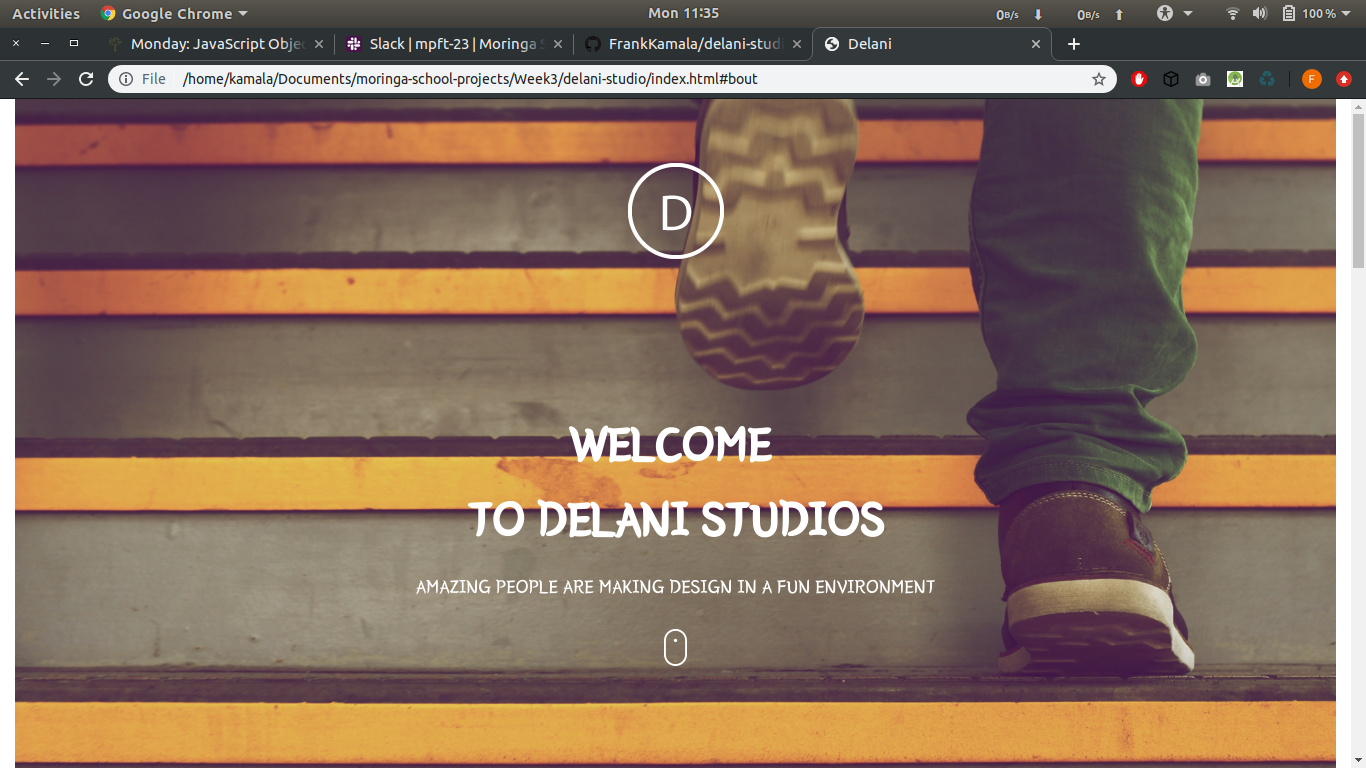 Activities Google Chrome Mon 11:35 0B/s 0B/s 100 %
Monday: JavaScript Obje Slack | mpft-23 | Moringa S FrankKamala/delani-stud Delani
File /home/kamala/Documents/moringa-school-projects/Week3/delani-studio/index.html#bout F
D
WELCOME
TO DELANI STUDIOS
AMAZING PEOPLE ARE MAKING DESIGN IN A FUN ENVIRONMENT